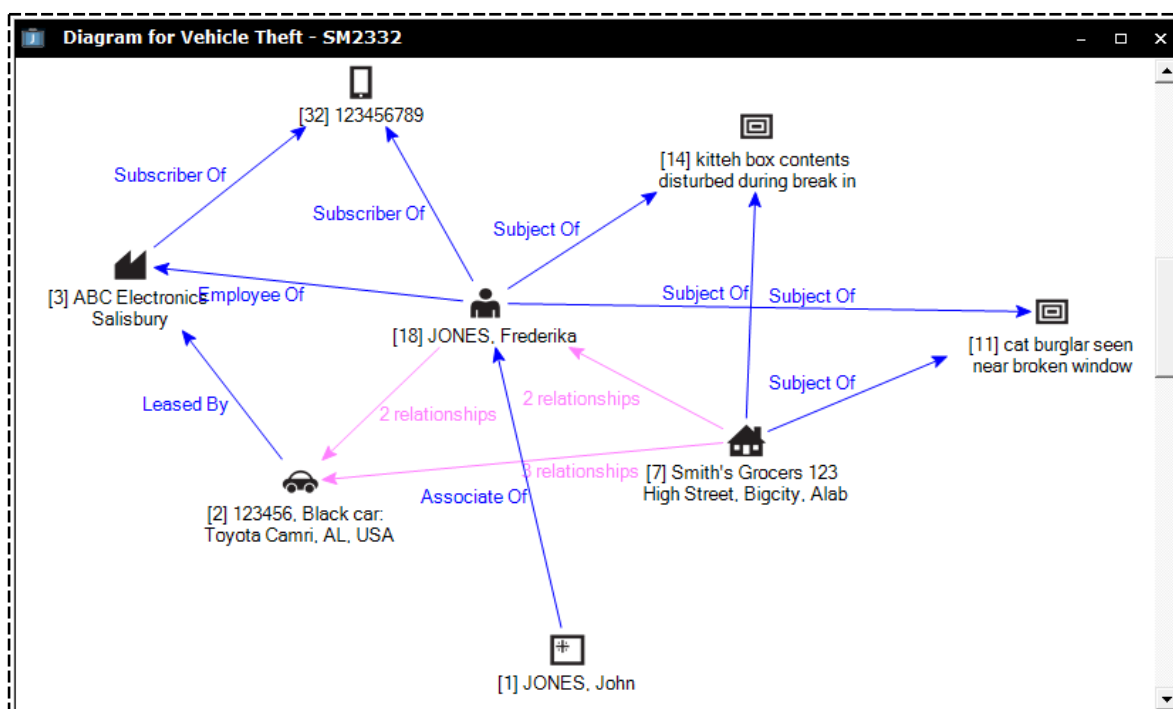 Diagram for Vehicle Theft - SM2332
[32] 123456789
[14] kitteh box contents
disturbed during break in
Subscriber Of
Subscriber Of
Subject Of
[3] ABC Electronics
Salisbury
Employee Of
Subject Of
Subject Of
[18] JONES, Frederika
[11] cat burglar seen
near broken window
Leased By
2 relationships
2 relationships
Subject Of
3 relationships
[7] Smith's Grocers 123
High Street, Bigcity, Alab
Associate Of
[2] 123456, Black car:
Toyota Camri, AL, USA
[1] JONES, John